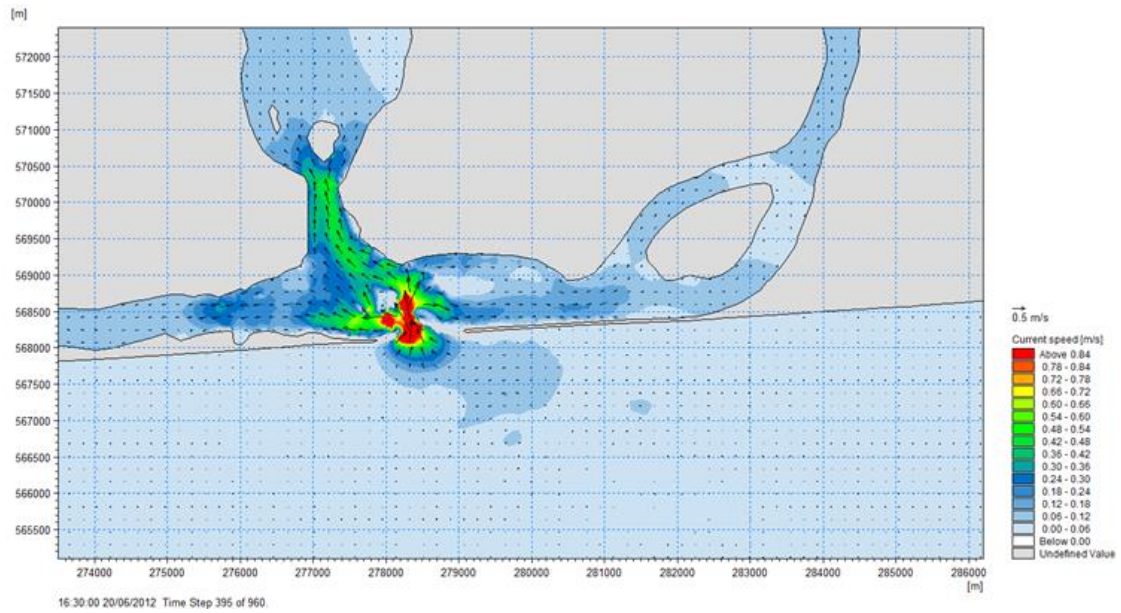 [m]
572000
571500
571000
570500
570000
569500
569000
568500
568000
567500
567000
566500
566000
565500
274000 275000 276000 277000 278000 279000 280000 281000 282000 283000 284000 285000 286000
[m]
16:30:00 20/06/2012 Time Step 395 of 960.
0.5 m/s
Current speed [m/s]
Above 0.84
0.78 - 0.84
0.72 - 0.78
0.66 - 0.72
0.60 - 0.66
0.54 - 0.60
0.48 - 0.54
0.42 - 0.48
0.36 - 0.42
0.30 - 0.36
0.24 - 0.30
0.18 - 0.24
0.12 - 0.18
0.06 - 0.12
0.00 - 0.06
Below 0.00
Undefined Value